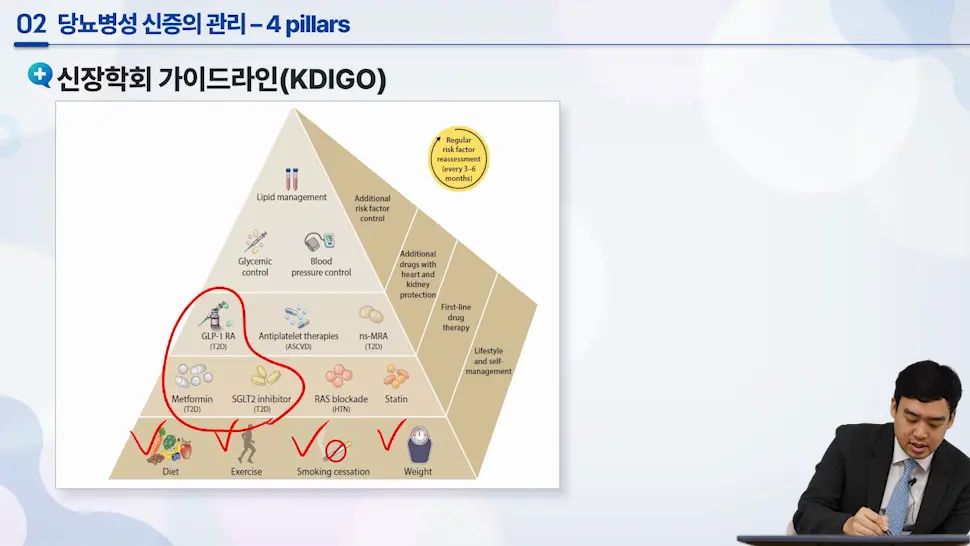 02 당뇨병성 신증의 관리 – 4 pillars
신장학회 가이드라인(KDIGO)
Regular
risk factor
reassessment
(every 3–6
months)
Lipid management
Additional
risk factor
control
Glycemic
control
Blood
pressure control
Additional
drugs with
heart and
kidney
protection
GLP-1 RA
(T2D)
Antiplatelet therapies
(ASCVD)
ns-MRA
(T2D)
First-line
drug
therapy
Metformin
(T2D)
SGLT2 inhibitor
(T2D)
RAS blockade
(HTN)
Statin
Lifestyle
and self-
management
Diet
Exercise
Smoking cessation
Weight